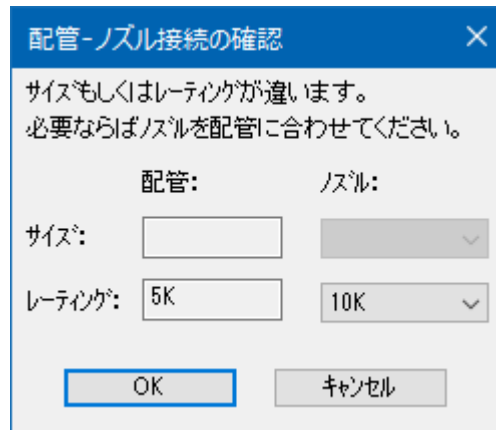 配管-ノズル接続の確認
ｻｲｽﾞもしくはﾚｰﾃｨﾝｸﾞが違います。
必要ならばﾉｽﾞﾙを配管に合わせてください。
配管: ﾉｽﾞﾙ:
ｻｲｽﾞ:
ﾚｰﾃｨﾝｸﾞ: 5K 10K
OK ｷｬﾝｾﾙ